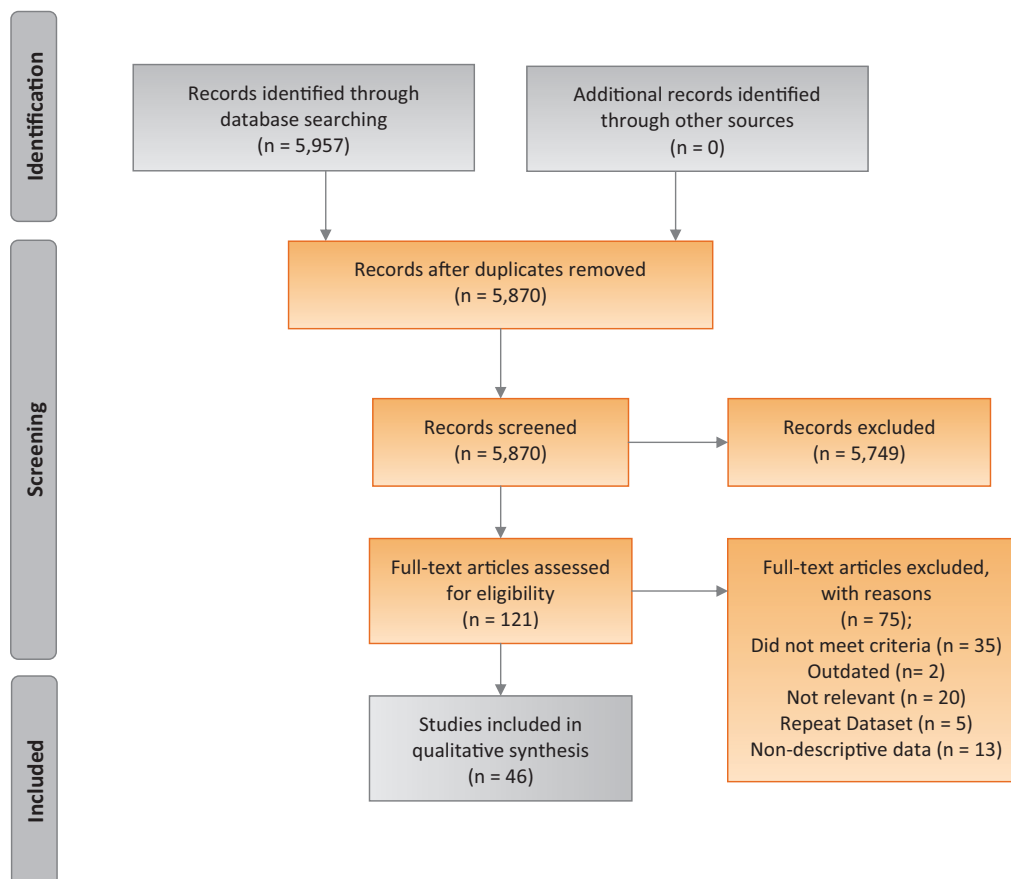 Identification
Records identified through
database searching
(n = 5,957)
Additional records identified
through other sources
(n = 0)
Screening
Records after duplicates removed
(n = 5,870)
Records screened
(n = 5,870)
Records excluded
(n = 5,749)
Full-text articles assessed
for eligibility
(n = 121)
Full-text articles excluded,
with reasons
(n = 75);
Did not meet criteria (n = 35)
Outdated (n= 2)
Not relevant (n = 20)
Repeat Dataset (n = 5)
Non-descriptive data (n = 13)
Included
Studies included in
qualitative synthesis
(n = 46)